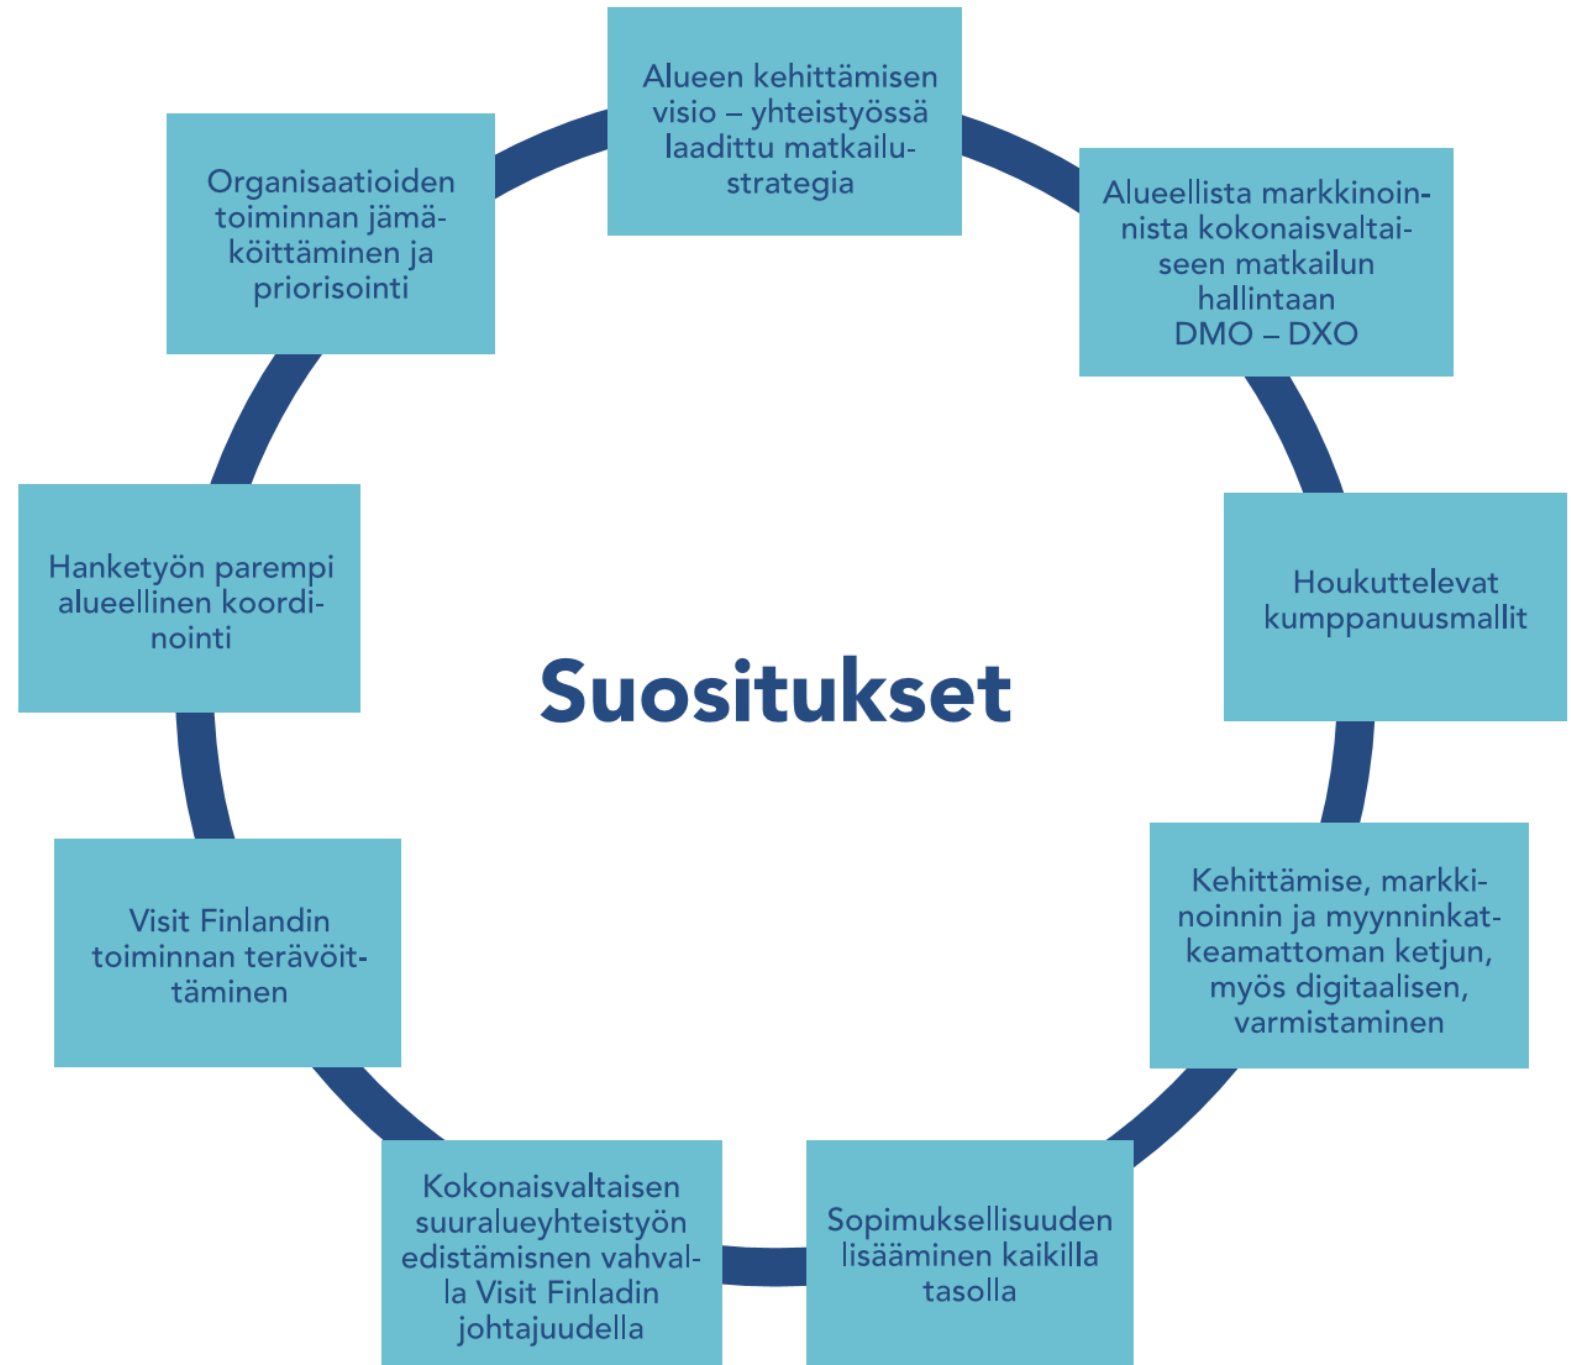 Alueen kehittämisen
visio – yhteistyössä
laadittu matkailu-
strategia
Alueellista markkinoin-
nista kokonaisvaltai-
seen matkailun
hallintaan
DMO – DXO
Houkuttelevat
kumppanuusmallit
Kehittämise, markki-
noinnin ja myynninkat-
keamattoman ketjun,
myös digitaalisen,
varmistaminen
Sopimuksellisuuden
lisääminen kaikilla
tasolla
Kokonaisvaltaisen
suuralueyhteistyön
edistämisnen vahval-
la Visit Finladin
johtajuudella
Visit Finlandin
toiminnan terävöit-
täminen
Hanketyön parempi
alueellinen koordi-
nointi
Organisaatioiden
toiminnan jämä-
köittäminen ja
priorisointi
Suositukset